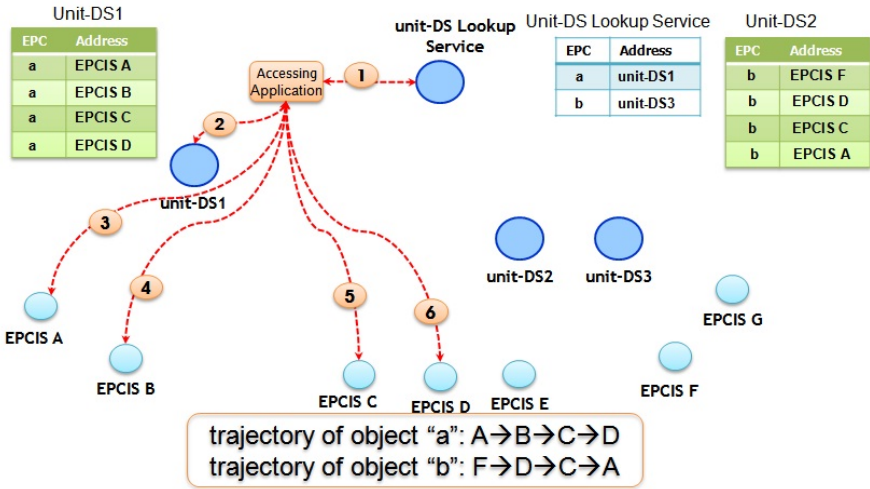 Unit-DS1
EPC Address
a EPCIS A
a EPCIS B
a EPCIS C
a EPCIS D
unit-DS Lookup
Service
Unit-DS Lookup Service
EPC Address
a unit-DS1
b unit-DS3
Unit-DS2
EPC Address
b EPCIS F
b EPCIS D
b EPCIS C
b EPCIS A
Accessing
Application
1
2
unit-DS1
3
4
5
6
unit-DS2
unit-DS3
EPCIS A
EPCIS B
EPCIS C
EPCIS D
EPCIS E
EPCIS F
EPCIS G
trajectory of object “a”: A→B→C→D
trajectory of object “b”: F→D→C→A